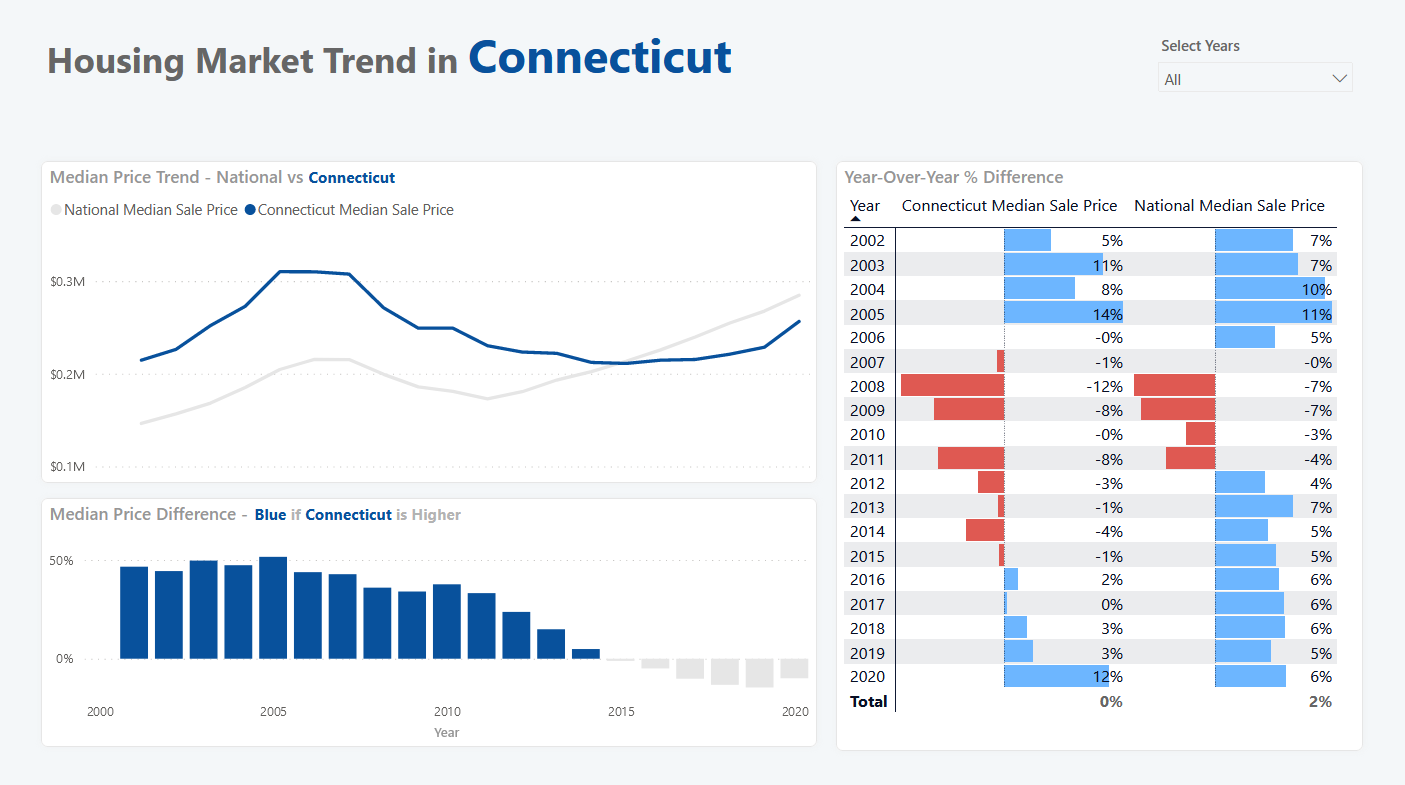 Housing Market Trend in Connecticut
Select Years
All
Median Price Trend - National vs Connecticut
National Median Sale Price Connecticut Median Sale Price
$0.3M
$0.2M
$0.1M
Median Price Difference - Blue if Connecticut is Higher
50%
0%
2000 2005 2010 2015 2020
Year
Year-Over-Year % Difference
Year Connecticut Median Sale Price National Median Sale Price
2002 5% 7%
2003 11% 7%
2004 8% 10%
2005 14% 11%
2006 -0% 5%
2007 -1% -0%
2008 -12% -7%
2009 -8% -7%
2010 -0% -3%
2011 -8% -4%
2012 -3% 4%
2013 -1% 7%
2014 -4% 5%
2015 -1% 5%
2016 2% 6%
2017 0% 6%
2018 3% 6%
2019 3% 5%
2020 12% 6%
Total 0% 2%